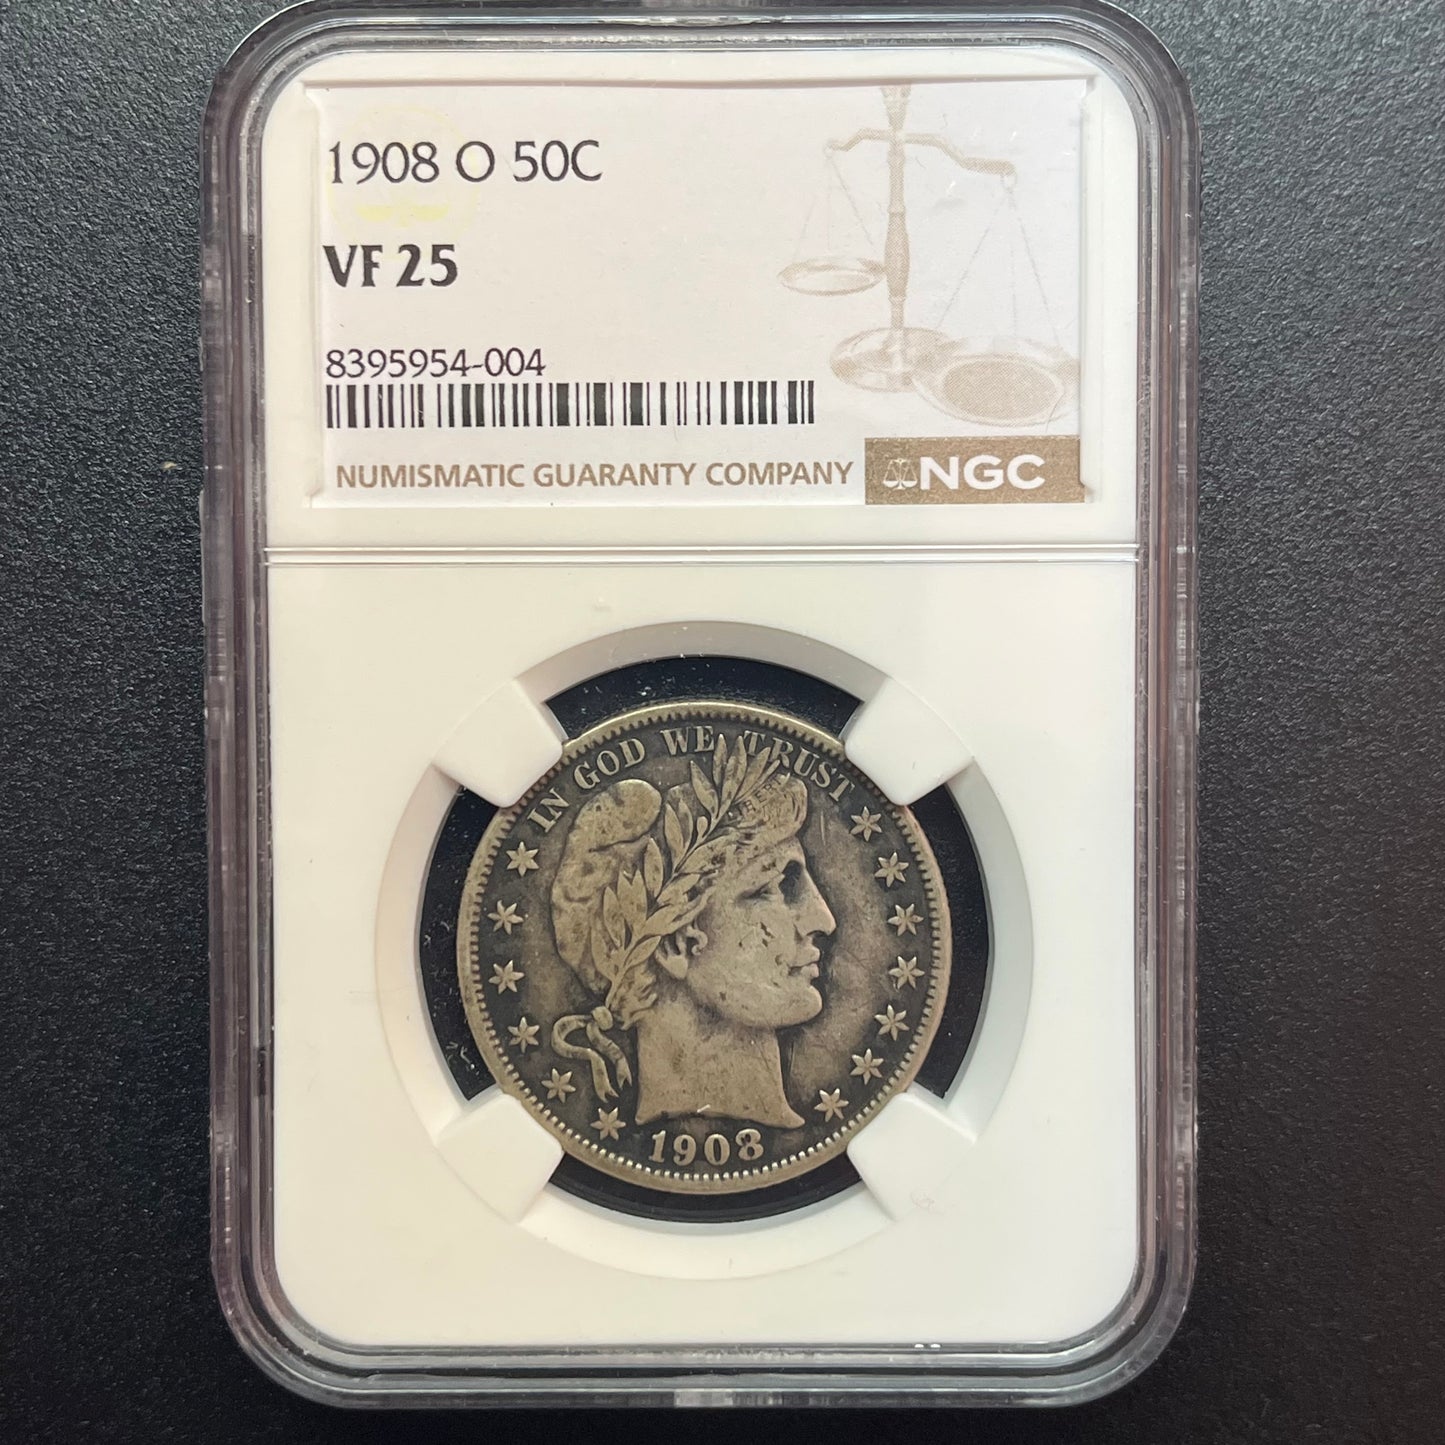 1908 O 50C
VF 25
8395954-004
NUMISMATIC GUARANTY COMPANY NGC
IN GOD WE TRUST
1908